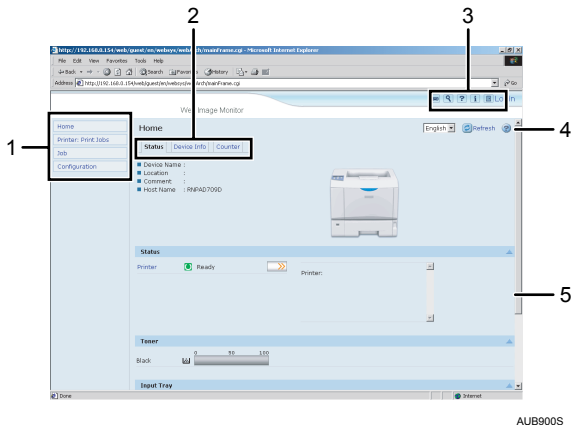 2
3
http://192.168.0.154/web/guest/en/websys/webArch/mainFrame.cgi - Microsoft Internet Explorer
File Edit View Favorites Tools Help
Back Search Favorites History
Address http://192.168.0.154/web/guest/en/websys/webArch/mainFrame.cgi Go
Login
Web Image Monitor
1
Home
Printer: Print Jobs
Job
Configuration
Home
English Refresh
4
Status Device Info Counter
Device Name :
Location :
Comment :
Host Name : RNPAD709D
Status
Printer Ready
Printer:
5
Toner
0 50 100
Black
Input Tray
Done Internet
AUB900S